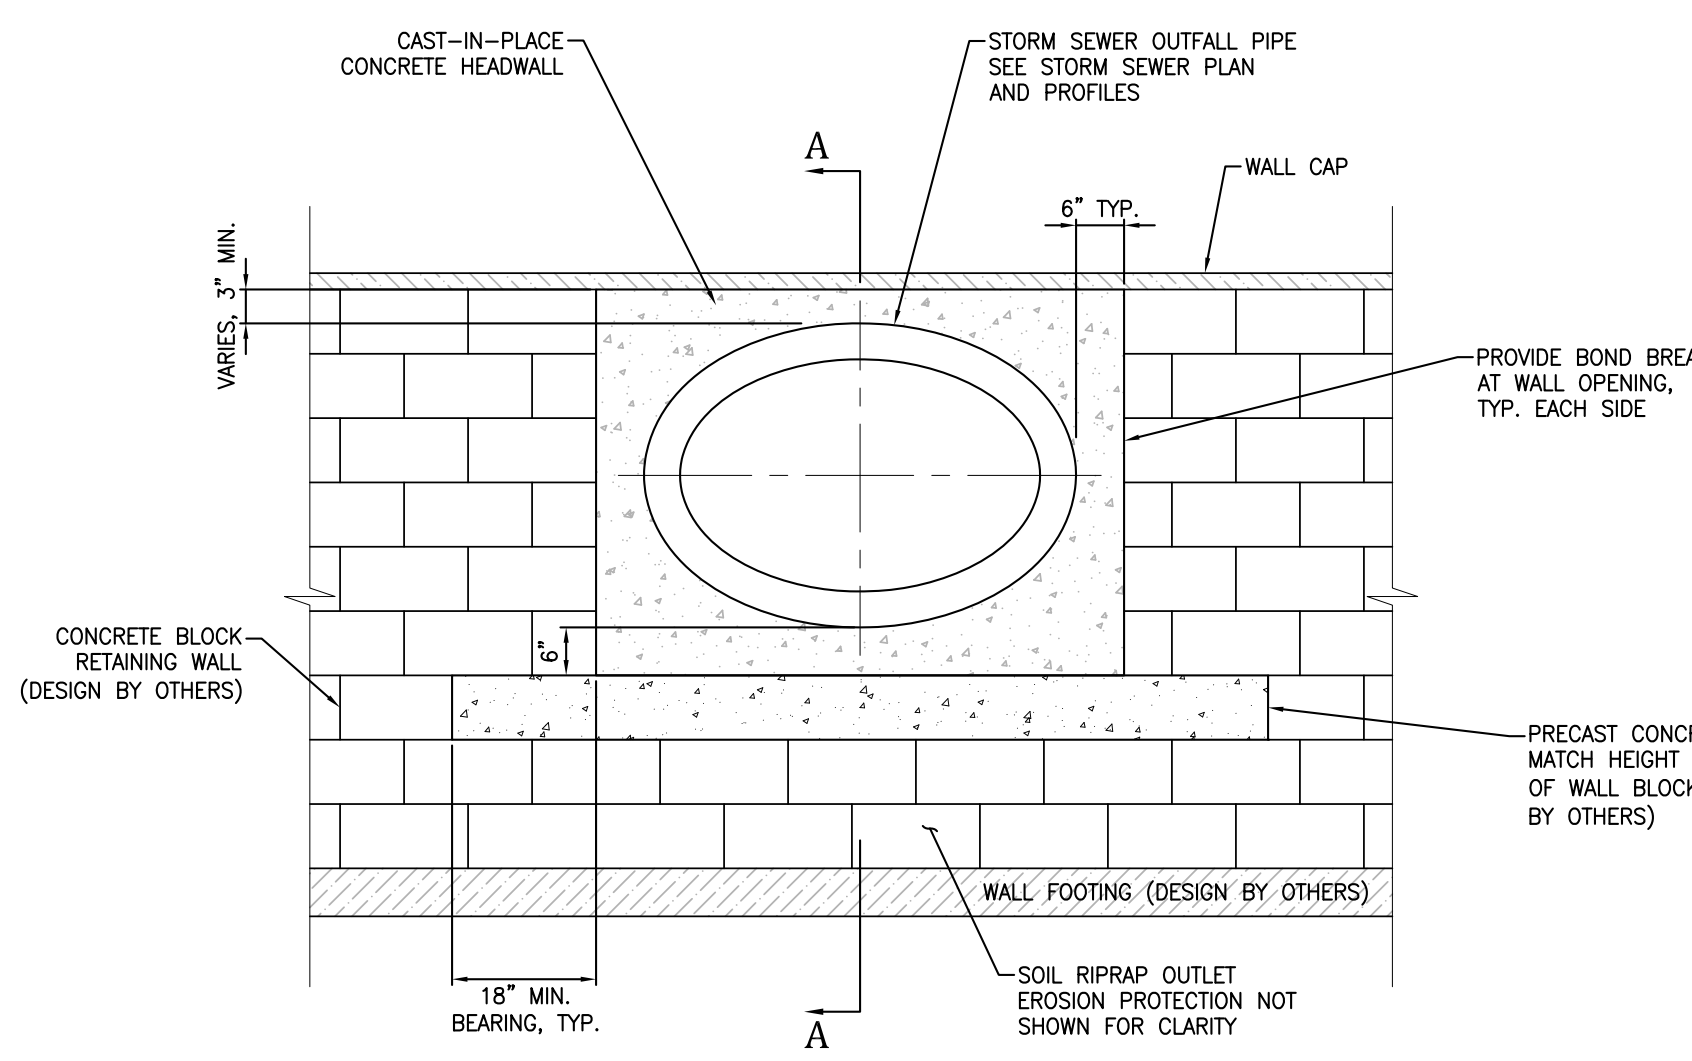 CAST-IN-PLACE
CONCRETE HEADWALL
STORM SEWER OUTFALL PIPE
SEE STORM SEWER PLAN
AND PROFILES
A
WALL CAP
6" TYP.
VARIES, 3" MIN.
PROVIDE BOND
AT WALL OPENING,
TYP. EACH SIDE
6"
CONCRETE BLOCK
RETAINING WALL
(DESIGN BY OTHERS)
PRECAST
MATCH HEIGHT
OF WALL BLOCK
BY OTHERS)
WALL FOOTING (DESIGN BY OTHERS)
18" MIN.
BEARING, TYP.
SOIL RIPRAP OUTLET
EROSION PROTECTION NOT
SHOWN FOR CLARITY
A